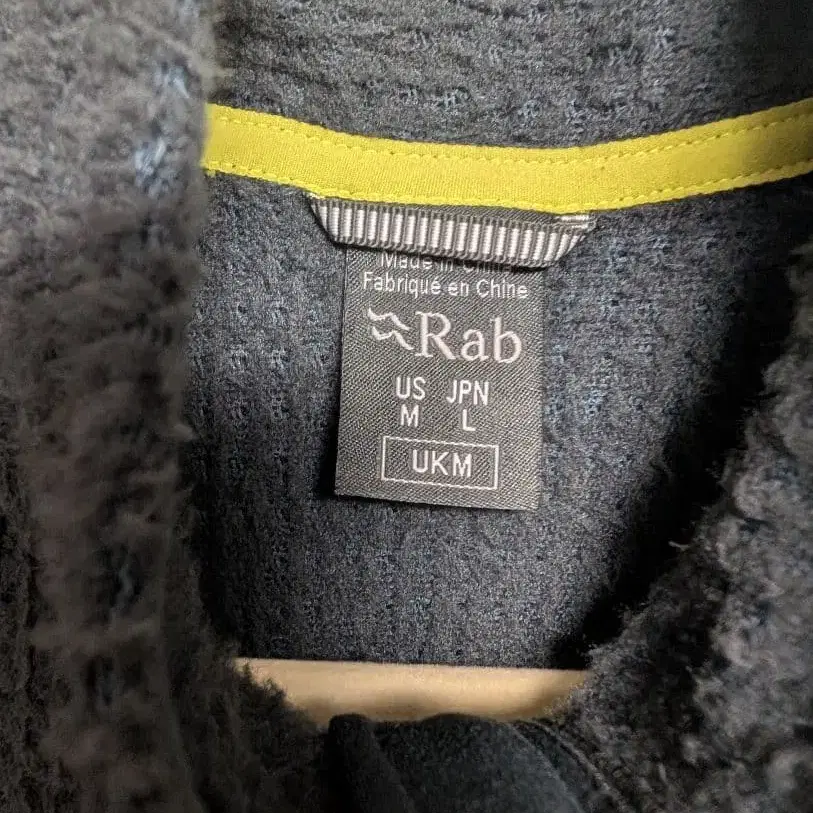 Made in China
Fabriqué en Chine
Rab
US JPN
M L
UKM